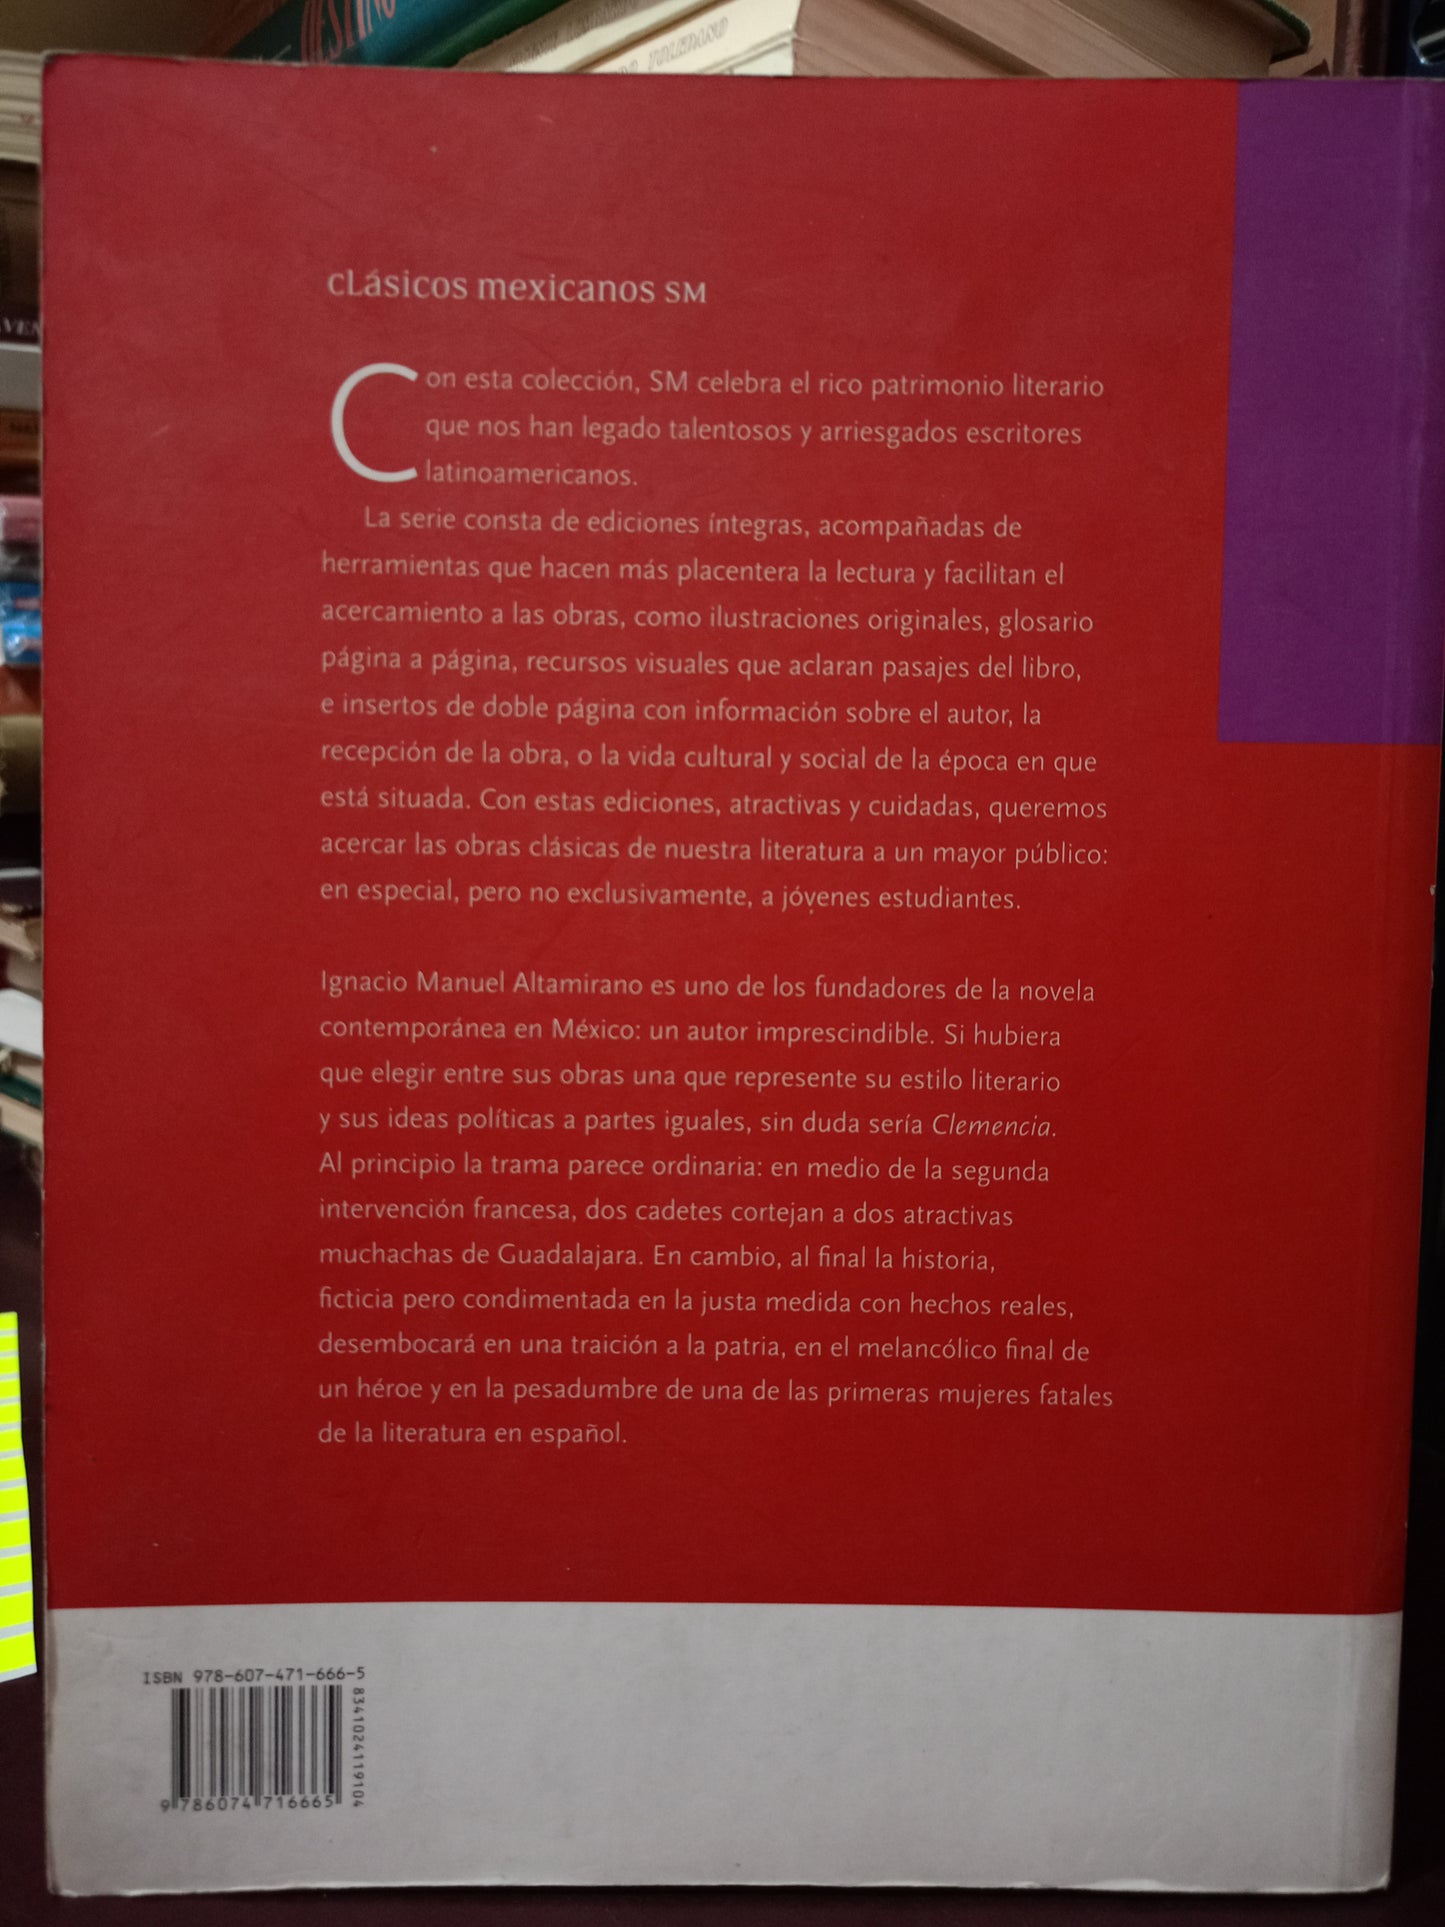 DESTINO
TOLEDANO
AVEN
cLásicos mexicanos SM
Con esta colección, SM celebra el rico patrimonio literario
que nos han legado talentosos y arriesgados escritores
latinoamericanos.
La serie consta de ediciones íntegras, acompañadas de
herramientas que hacen más placentera la lectura y facilitan el
acercamiento a las obras, como ilustraciones originales, glosario
página a página, recursos visuales que aclaran pasajes del libro,
e insertos de doble página con información sobre el autor, la
recepción de la obra, o la vida cultural y social de la época en que
está situada. Con estas ediciones, atractivas y cuidadas, queremos
acercar las obras clásicas de nuestra literatura a un mayor público:
en especial, pero no exclusivamente, a jóvenes estudiantes.
Ignacio Manuel Altamirano es uno de los fundadores de la novela
contemporánea en México: un autor imprescindible. Si hubiera
que elegir entre sus obras una que represente su estilo literario
y sus ideas políticas a partes iguales, sin duda sería Clemencia.
Al principio la trama parece ordinaria: en medio de la segunda
intervención francesa, dos cadetes cortejan a dos atractivas
muchachas de Guadalajara. En cambio, al final la historia,
ficticia pero condimentada en la justa medida con hechos reales,
desembocará en una traición a la patria, en el melancólico final de
un héroe y en la pesadumbre de una de las primeras mujeres fatales
de la literatura en español.
ISBN 978-607-471-666-5
8341024119104
9 786074 716665